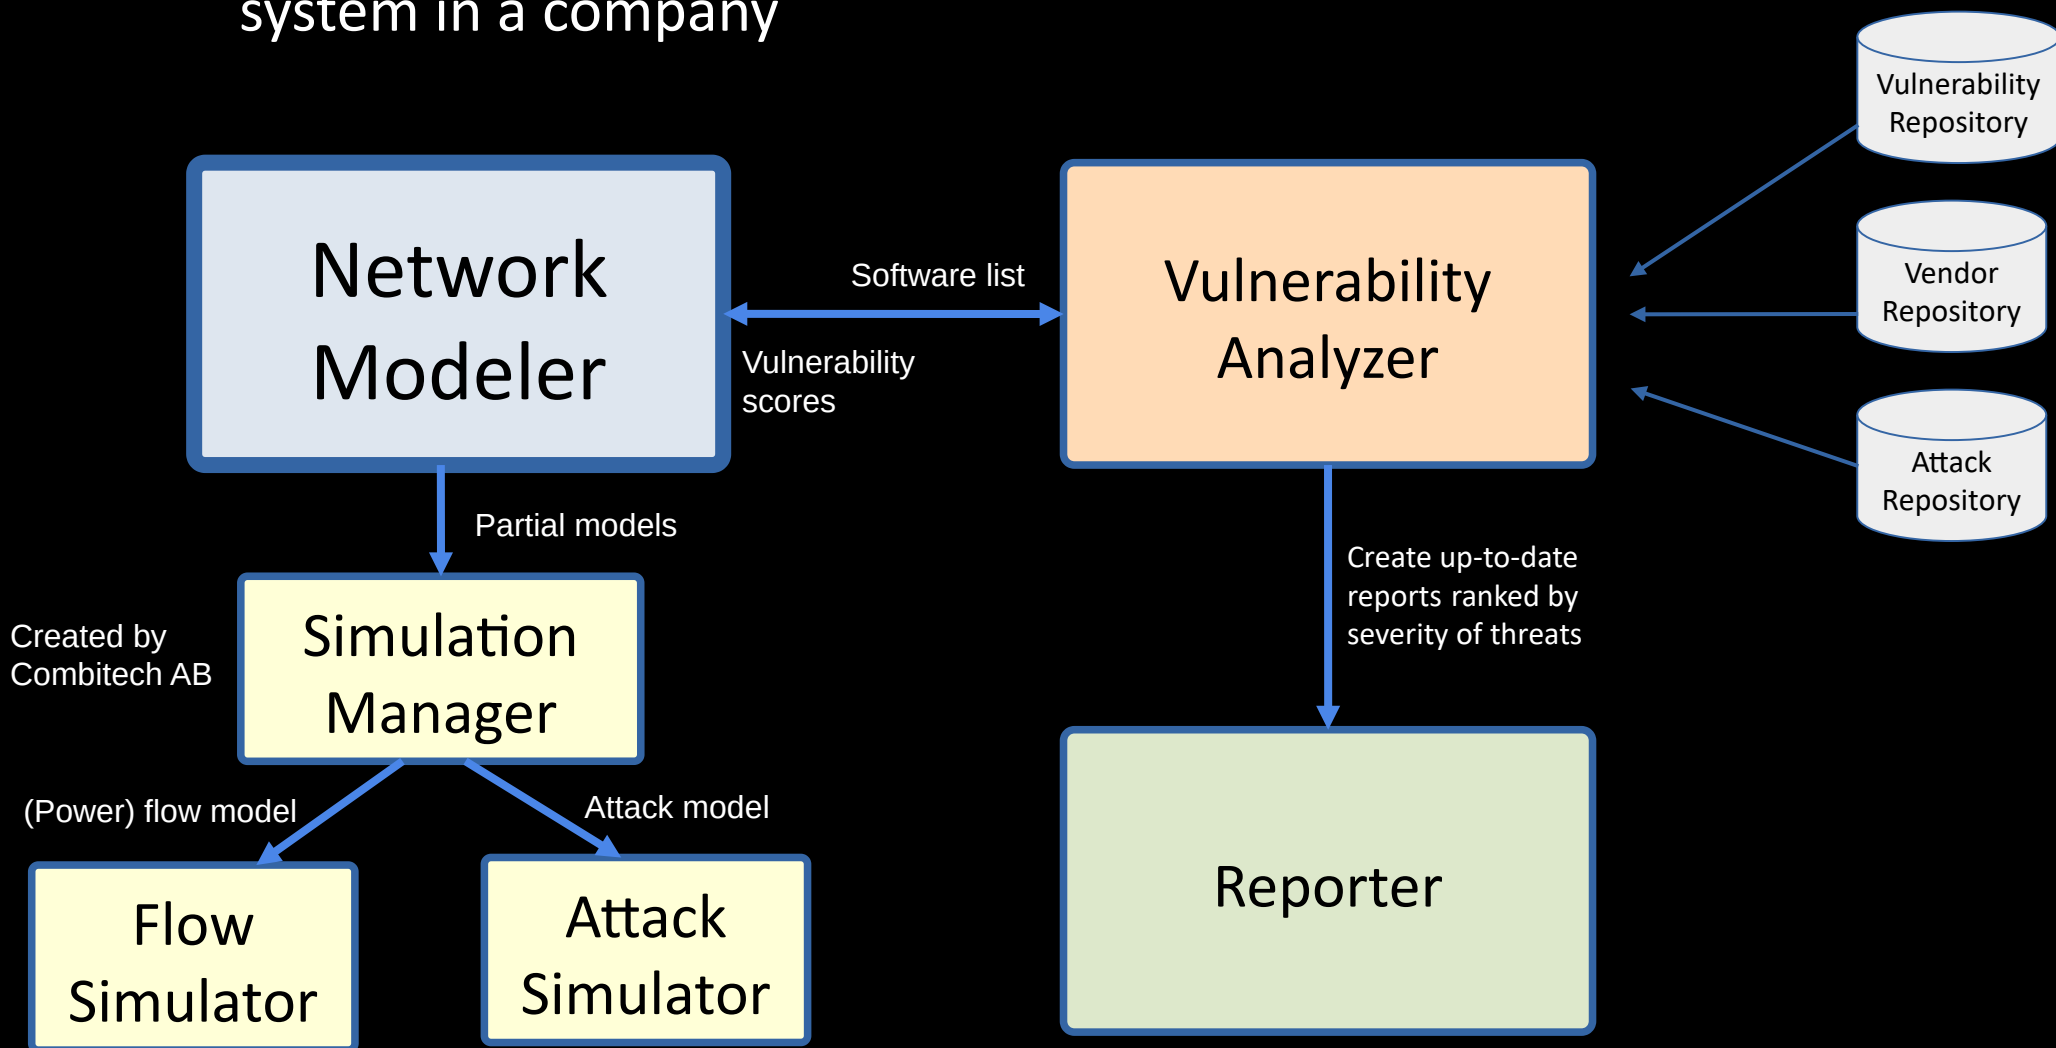 system in a company
Vulnerability
Repository
Network
Modeler
Software list
Vulnerability
scores
Vulnerability
Analyzer
Vendor
Repository
Attack
Repository
Partial models
Create up-to-date
reports ranked by
severity of threats
Created by
Combitech AB
Simulation
Manager
(Power) flow model
Attack model
Flow
Simulator
Attack
Simulator
Reporter